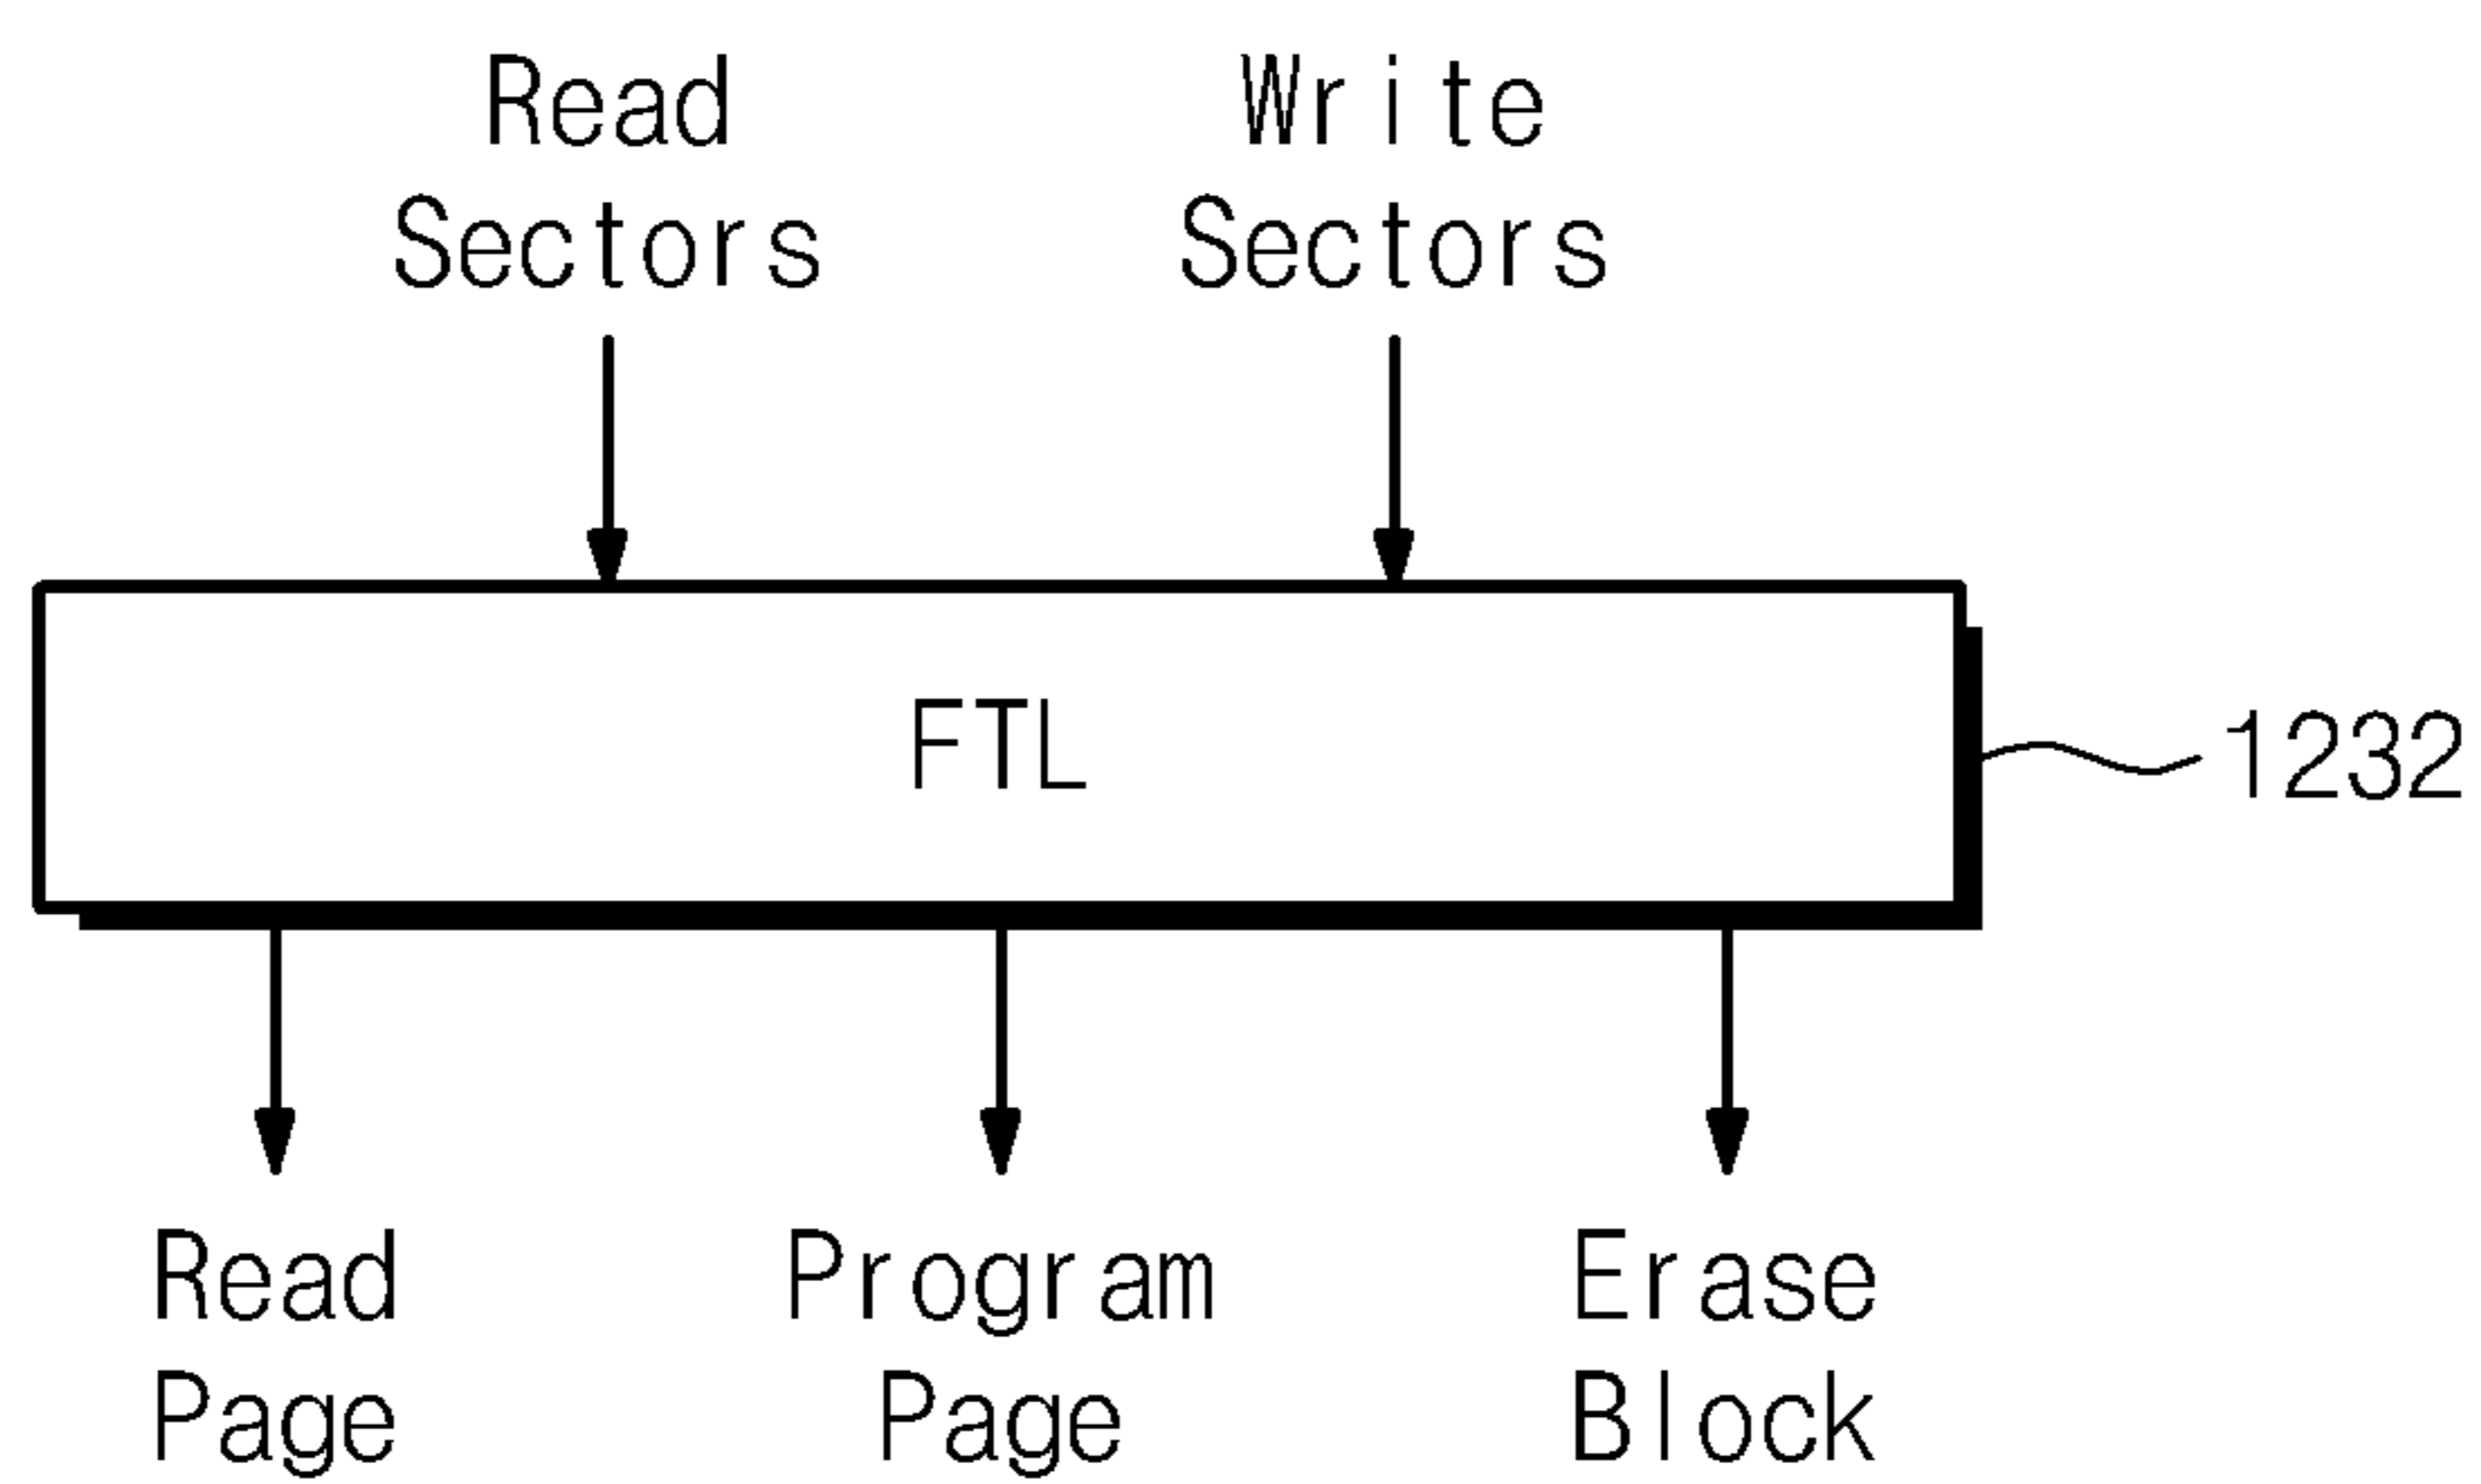 Read
Sectors
Write
Sectors
FTL
1232
Read
Page
Program
Page
Erase
Block